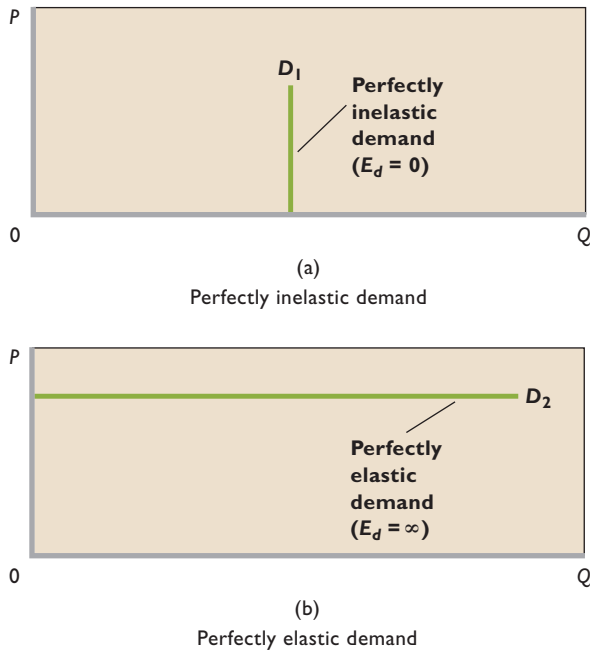 P
D1
Perfectly
inelastic
demand
(Ed = 0)
0
Q
(a)
Perfectly inelastic demand
P
D2
Perfectly
elastic
demand
(Ed = ∞)
0
Q
(b)
Perfectly elastic demand